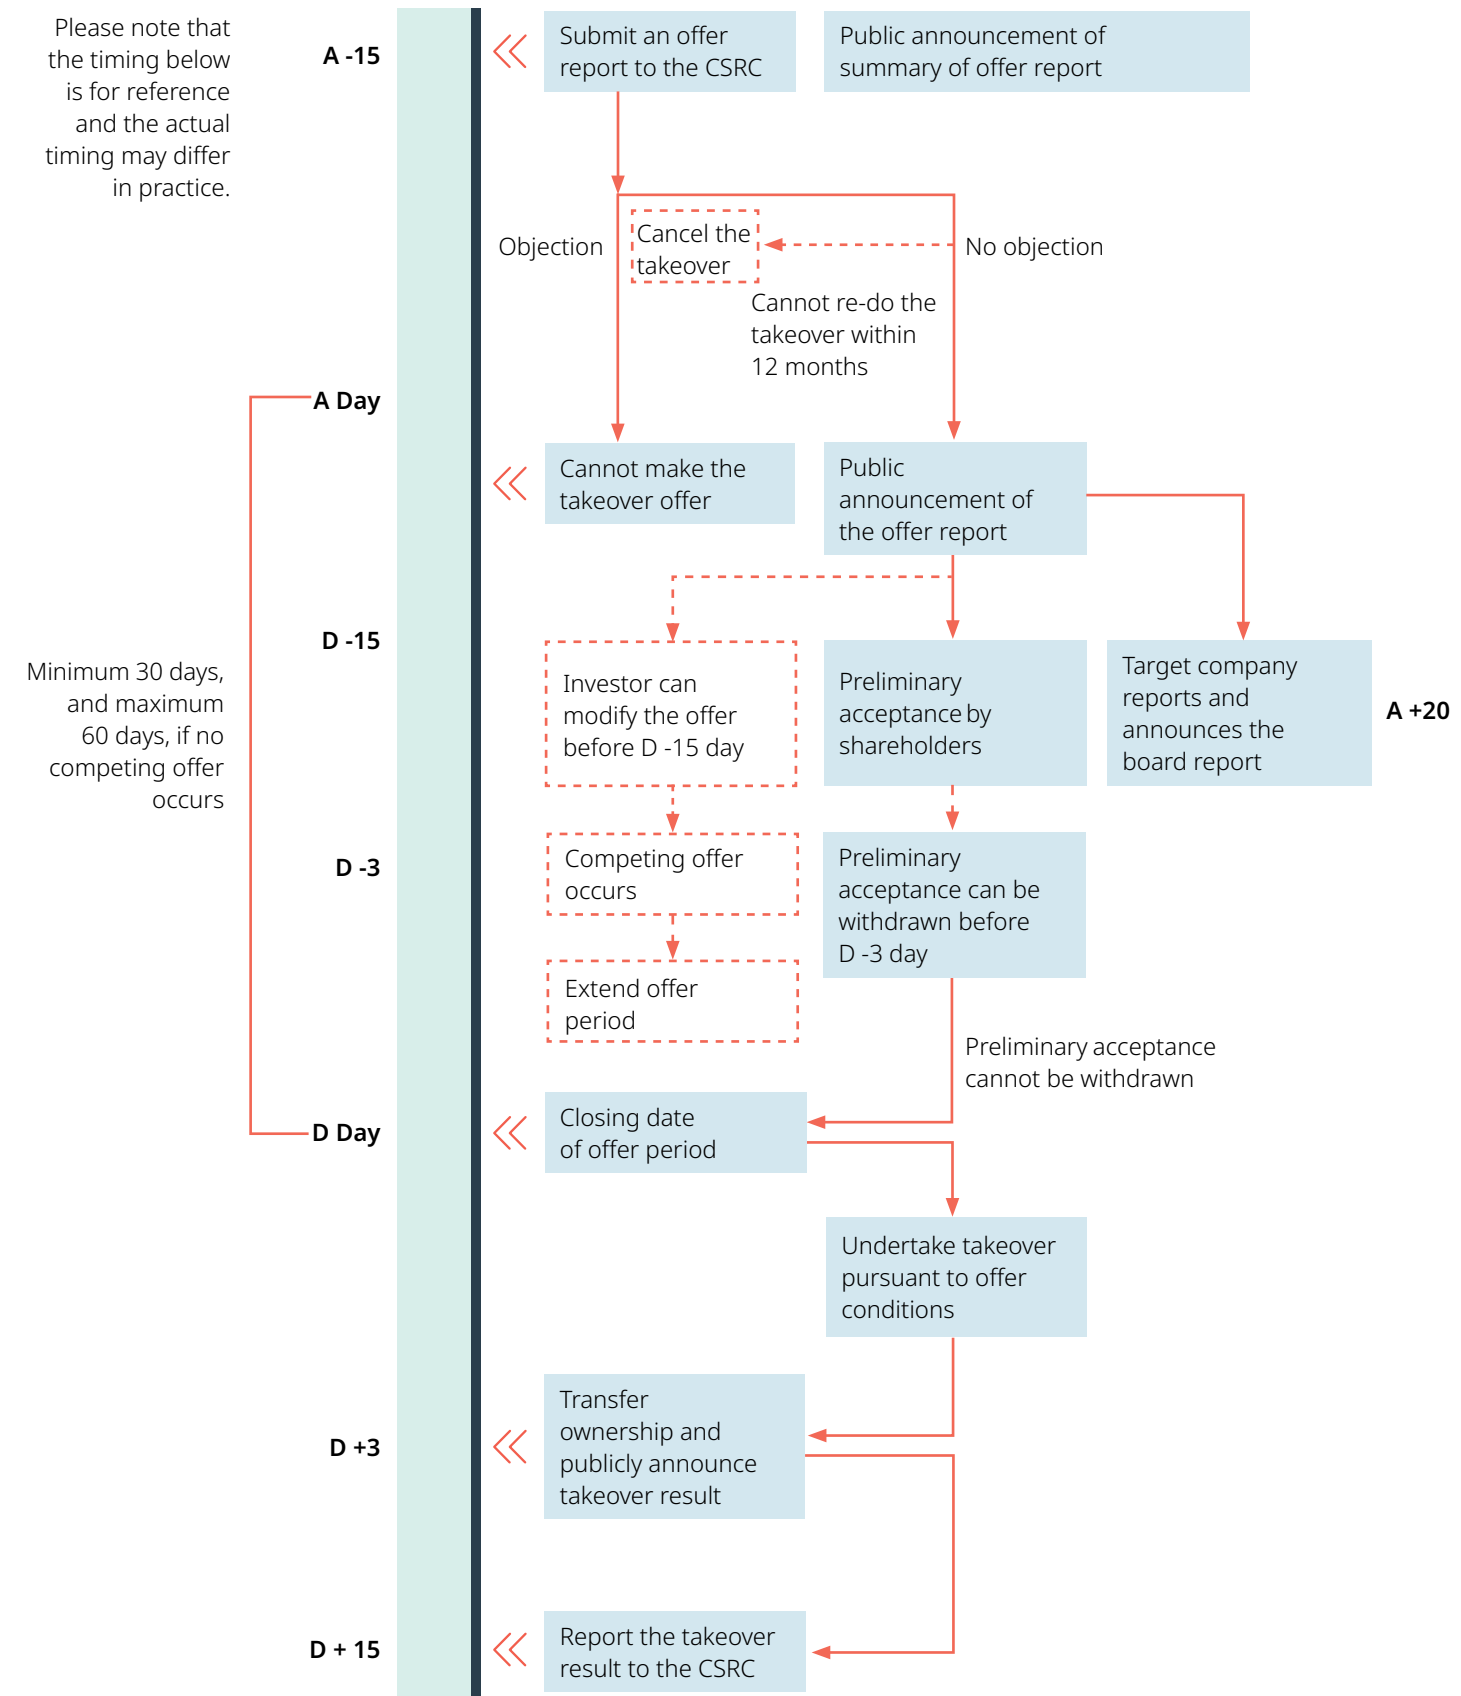 Please note that
the timing below
is for reference
and the actual
timing may differ
in practice.
A -15
Submit an offer
report to the CSRC
Public announcement of
summary of offer report
Objection
Cancel the
takeover
No objection
Cannot re-do the
takeover within
12 months
A Day
Cannot make the
takeover offer
Public
announcement of
the offer report
D -15
Minimum 30 days,
and maximum
60 days, if no
competing offer
occurs
Investor can
modify the offer
before D -15 day
Preliminary
acceptance by
shareholders
Target company
reports and
announces the
board report
A +20
D -3
Competing offer
occurs
Preliminary
acceptance can be
withdrawn before
D -3 day
Extend offer
period
Preliminary acceptance
cannot be withdrawn
D Day
Closing date
of offer period
Undertake takeover
pursuant to offer
conditions
D +3
Transfer
ownership and
publicly announce
takeover result
D + 15
Report the takeover
result to the CSRC